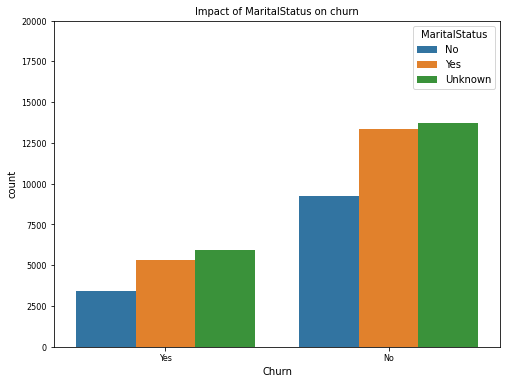 Impact of MaritalStatus on churn
20000
17500
15000
12500
10000
7500
5000
2500
0
count
MaritalStatus
No
Yes
Unknown
Yes
No
Churn